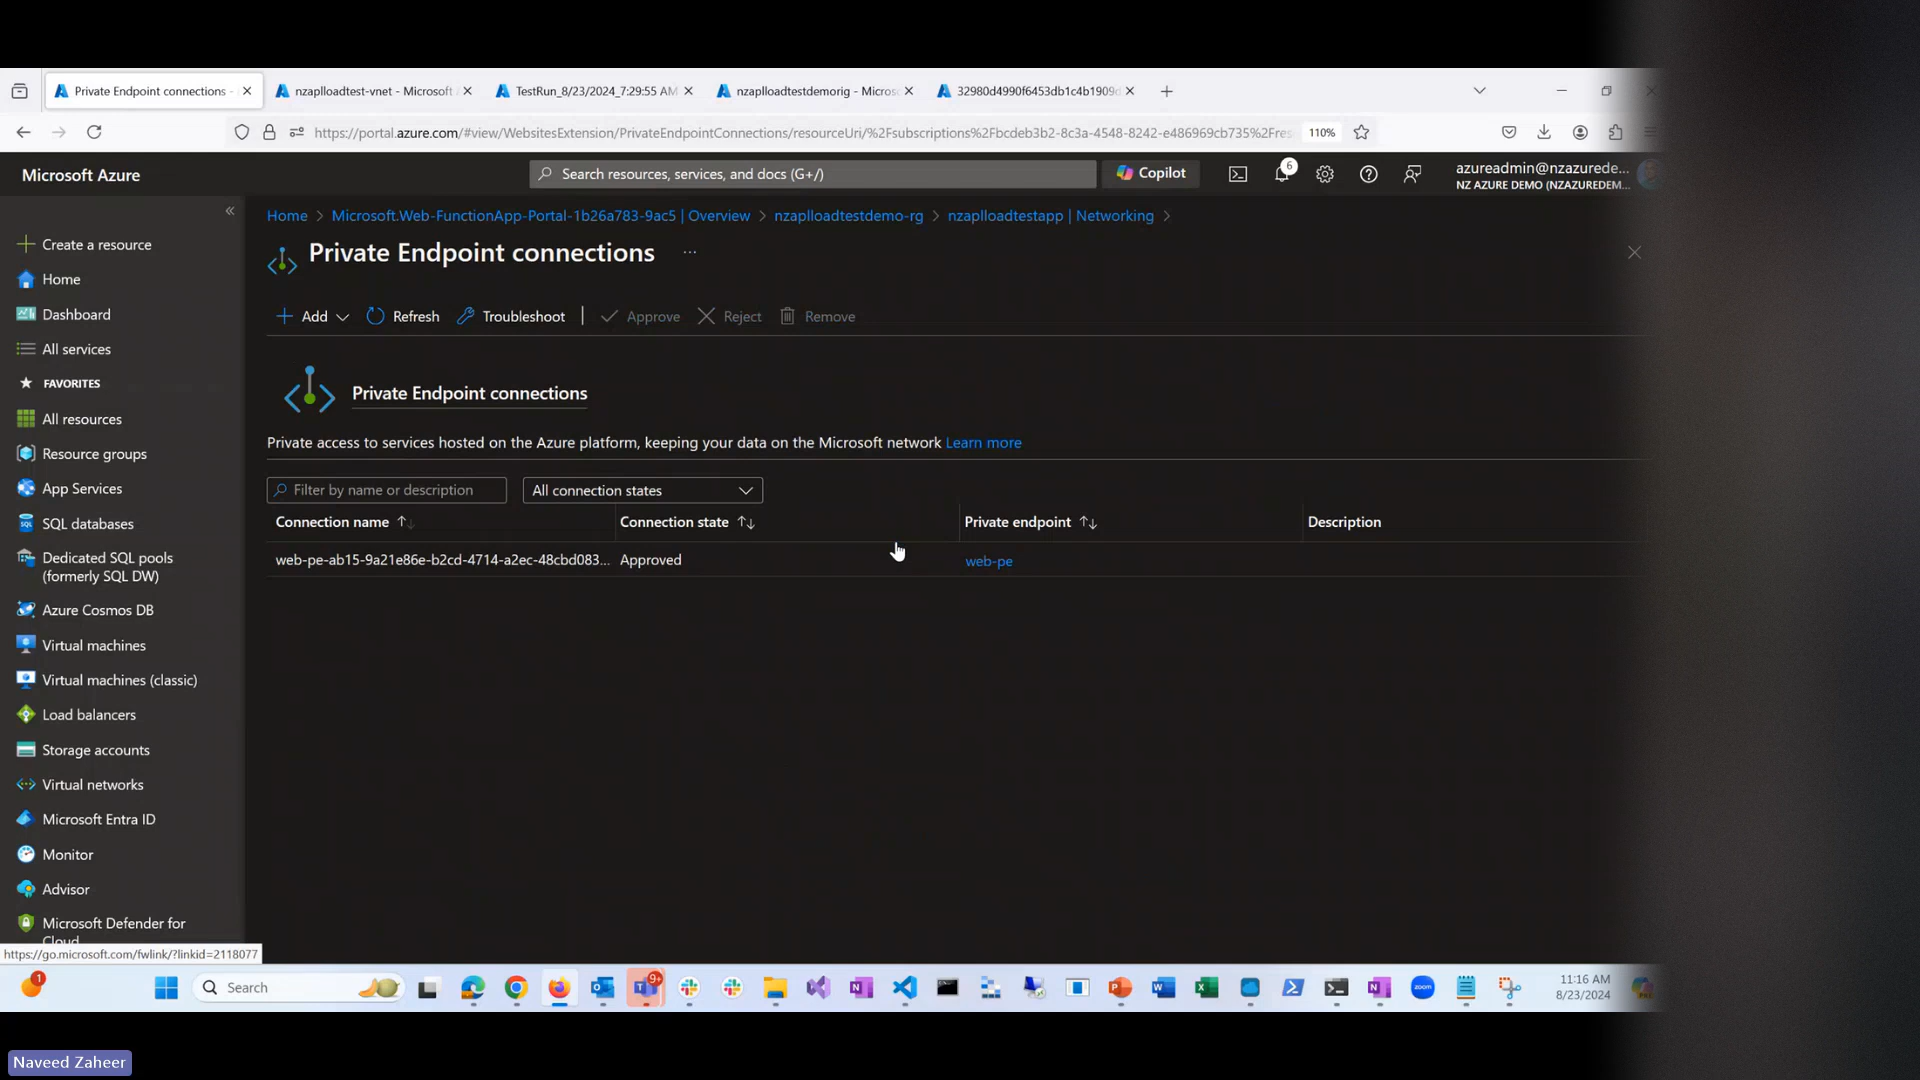 Private Endpoint connections -
nzaplloadtest-vnet - Microsoft A
TestRun_8/23/2024_7:29:55 AM
nzaplloadtestdemorig - Micros
32980d4990f6453db1c4b1909d
https://portal.azure.com/#view/WebsitesExtension/PrivateEndpointConnections/resourceUri/%2Fsubscriptions%2Fbcdeb3b2-8c3a-4548-8242-e486969cb735%2Fres
110%
Microsoft Azure
Search resources, services, and docs (G+/)
Copilot
6
azureadmin@nzazurede...
NZ AZURE DEMO (NZAZUREDEM...
Home > Microsoft.Web-FunctionApp-Portal-1b26a783-9ac5 | Overview > nzaplloadtestdemo-rg > nzaplloadtestapp | Networking >
Private Endpoint connections ...
Add
Refresh
Troubleshoot
Approve
Reject
Remove
Private Endpoint connections
Private access to services hosted on the Azure platform, keeping your data on the Microsoft network Learn more
Filter by name or description
All connection states
Connection name
Connection state
Private endpoint
Description
web-pe-ab15-9a21e86e-b2cd-4714-a2ec-48cbd083...
Approved
web-pe
Create a resource
Home
Dashboard
All services
FAVORITES
All resources
Resource groups
App Services
SQL databases
Dedicated SQL pools
(formerly SQL DW)
Azure Cosmos DB
Virtual machines
Virtual machines (classic)
Load balancers
Storage accounts
Virtual networks
Microsoft Entra ID
Monitor
Advisor
Microsoft Defender for
Cloud
https://go.microsoft.com/fwlink/?linkid=2118077
1
Search
9+
zoom
11:16 AM
8/23/2024
Naveed Zaheer